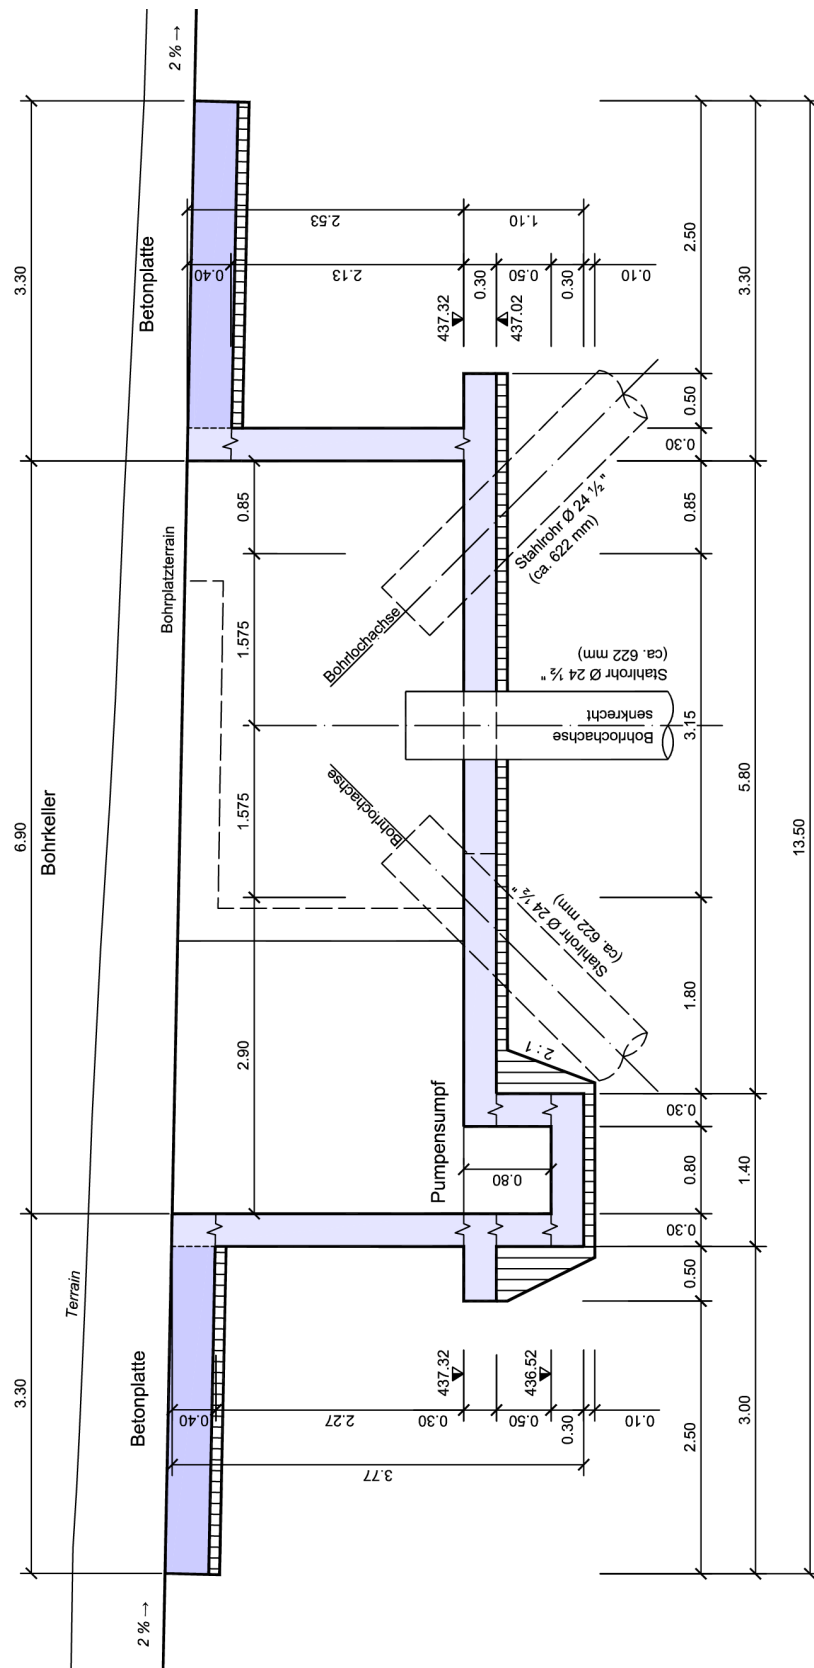 2 % →
2 % →
Terrain
Betonplatte
Bohrkeller
Betonplatte
Bohrplatzterrain
Pumpensumpf
3.30
6.90
3.30
2.90
1.575
1.575
0.85
Bohrlochachse
Bohrlochachse
Bohrlochachse
senkrecht
Stahlrohr Ø 24 ½ "
(ca. 622 mm)
Stahlrohr Ø 24 ½ "
(ca. 622 mm)
Stahlrohr Ø 24 ½ "
(ca. 622 mm)
2 : 1
0.80
437.32
436.52
437.32
437.02
0.40
2.27
0.30
0.50
0.30
0.10
3.77
0.40
2.13
0.30
0.50
0.30
0.10
2.53
1.10
2.50
0.50
0.30
0.80
0.30
1.80
3.15
0.85
0.30
0.50
2.50
3.00
1.40
5.80
3.30
13.50